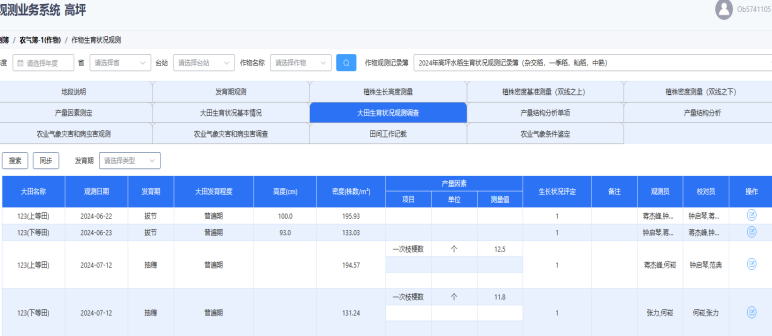 观测业务系统 高坪
Ob5741105
测簿 / 农气簿-1(作物) / 作物生育状况观测
年度 请选择年度 省 请选择省 台站 请选择台站 作物名称 请选择作物 作物观测记录簿 2024年高坪水稻生育状况观测记录簿（杂交稻、一季稻、籼稻、中熟）
地段说明 发育期观测 植株生长高度测量 植株密度基准测量（双线之上） 植株密度测量（双线之下）
产量因素测定 大田生育状况基本情况 大田生育状况观测调查 产量结构分析单项 产量结构分析
农业气象灾害和病虫害观测 农业气象灾害和病虫害调查 田间工作记载 农业气象条件鉴定
搜索 同步 发育期 请选择类型
大田名称 观测日期 发育期 大田发育程度 高度(cm) 密度(株数/m²) 产量因素 生长状况评定 备注 观测员 校对员 操作
项目 单位 测量值
123(上等田) 2024-06-22 拔节 普遍期 100.0 195.93 1 蒋杰峰,钟... 钟启琴,蒋...
123(下等田) 2024-06-23 拔节 普遍期 93.0 133.03 1 钟启琴,蒋... 蒋杰峰,钟...
一次枝梗数 个 12.5
123(上等田) 2024-07-12 抽穗 普遍期 194.57 1 蒋杰峰,何崧 钟启琴,范典
一次枝梗数 个 11.8
123(下等田) 2024-07-12 抽穗 普遍期 131.24 1 张力,何崧 何崧,张力